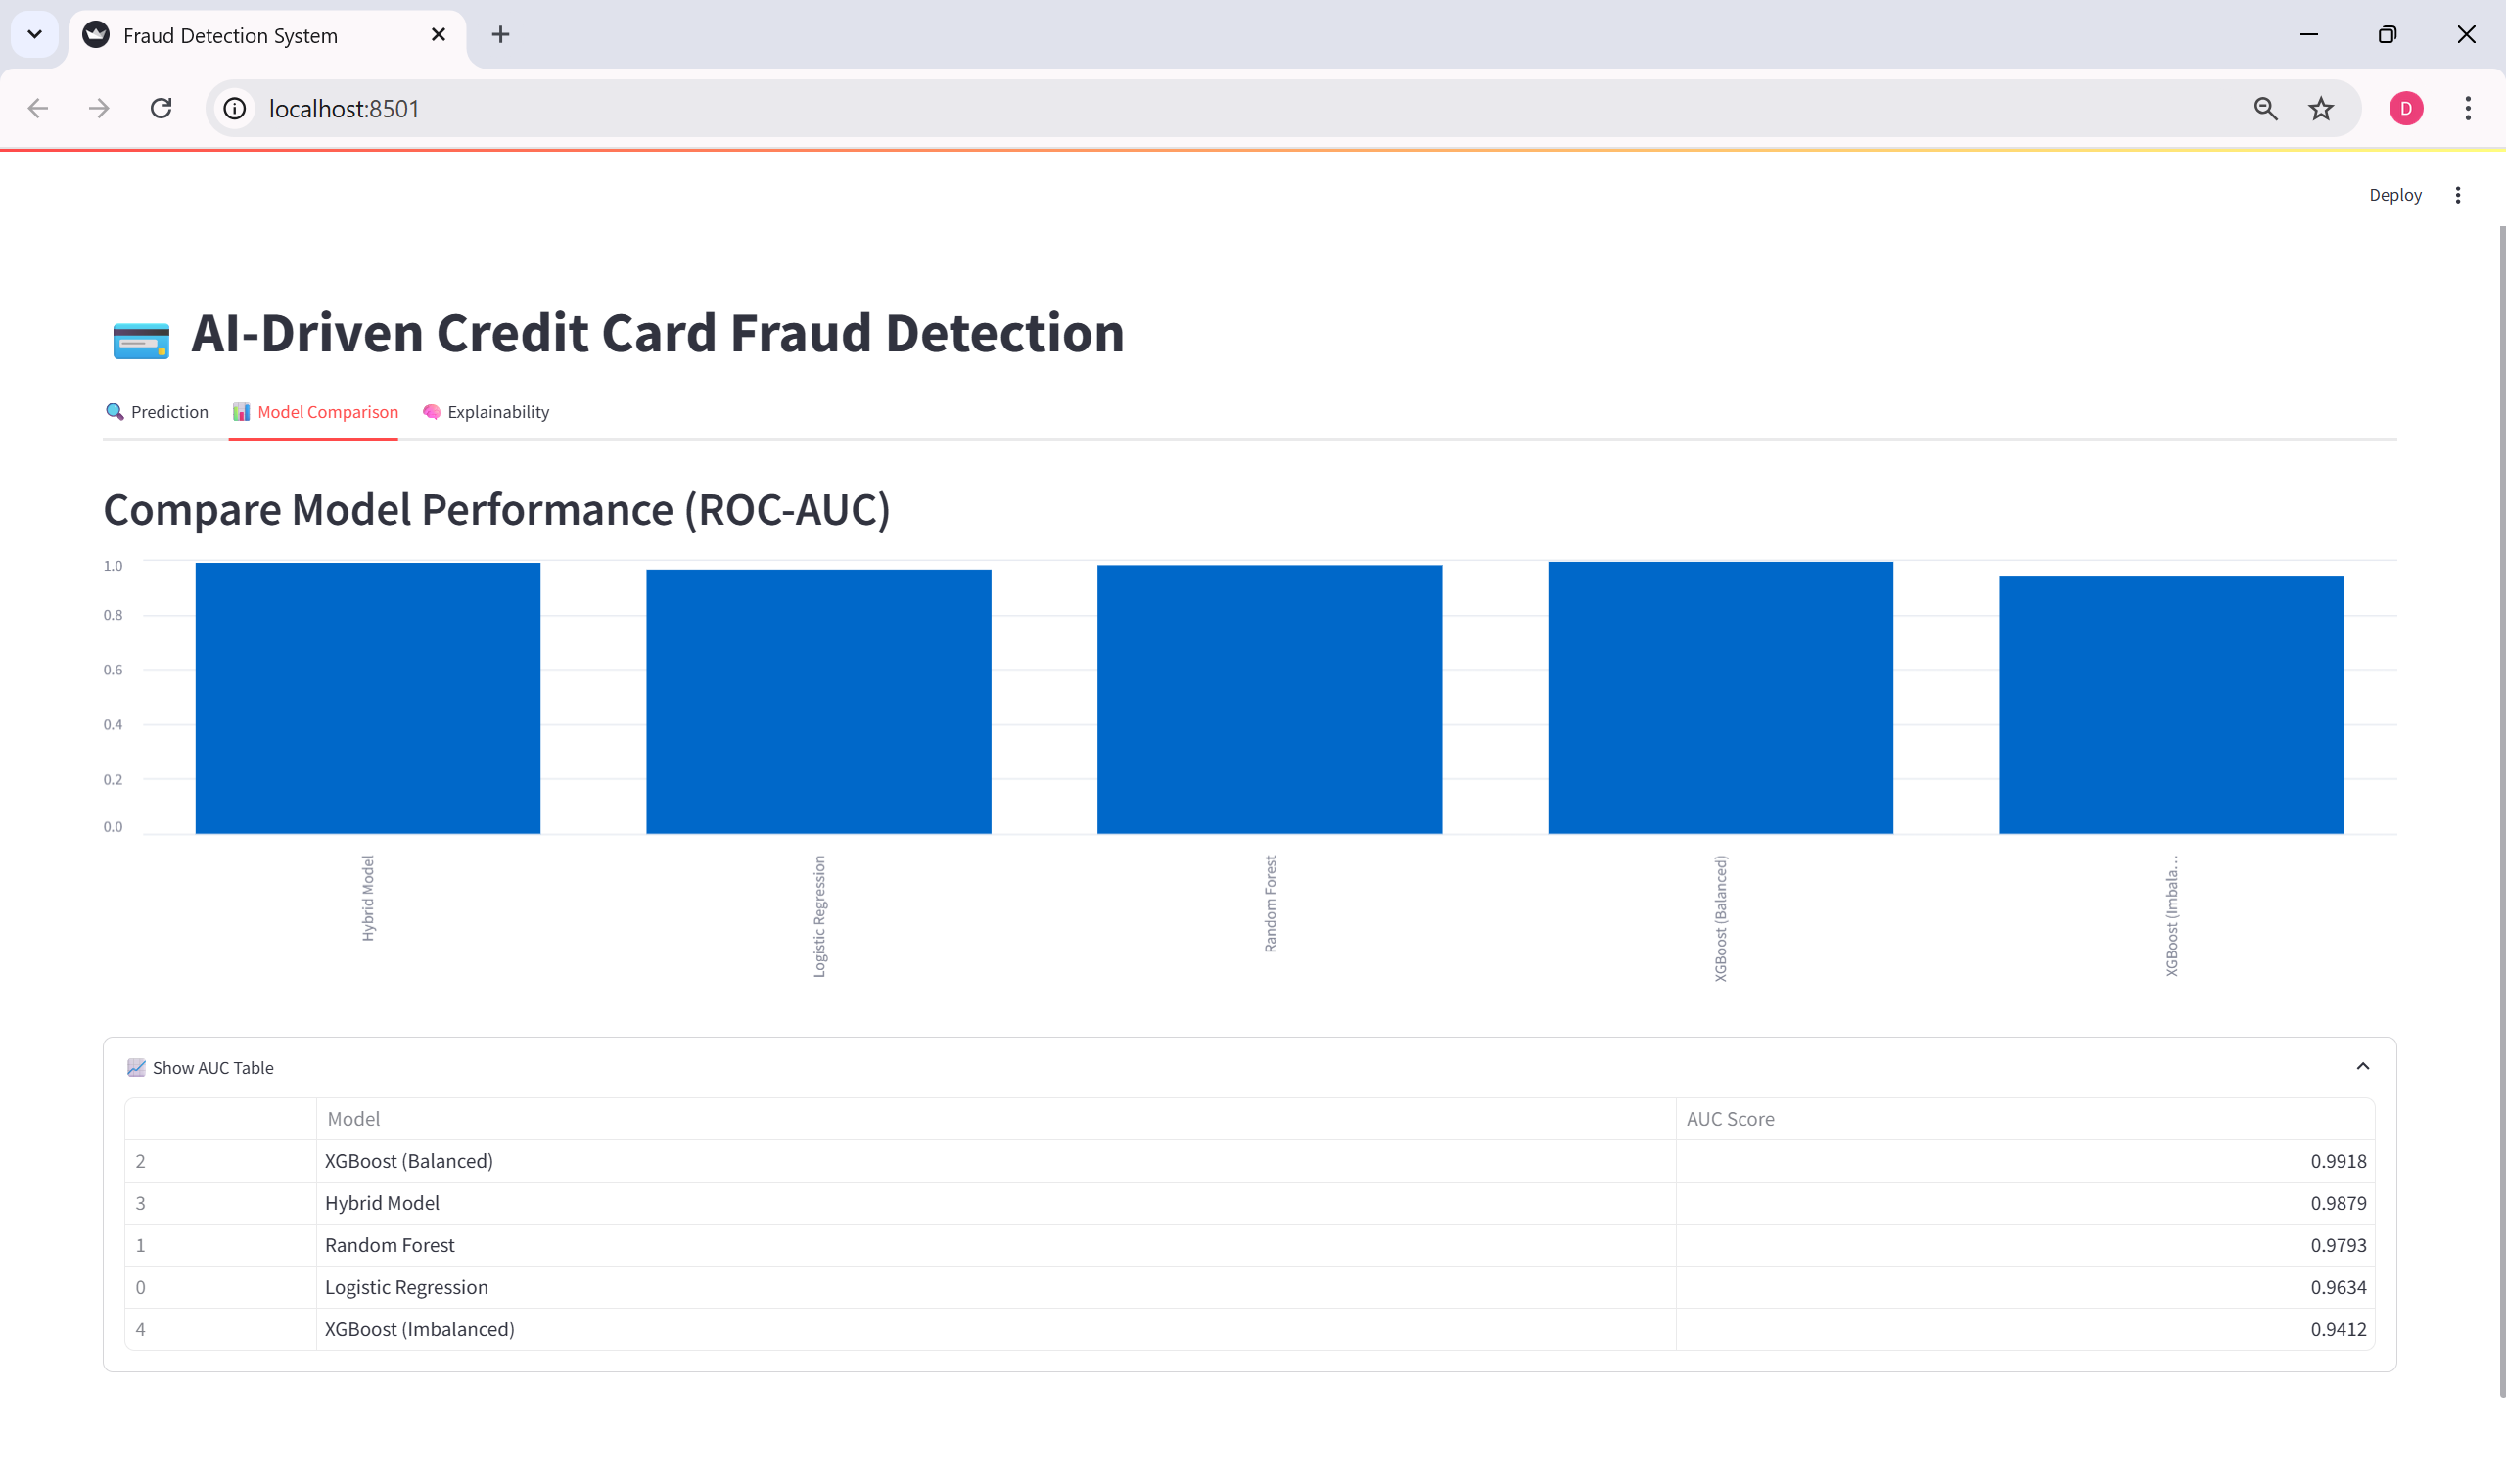 Fraud Detection System
localhost:8501
D
Deploy
AI-Driven Credit Card Fraud Detection
Prediction Model Comparison Explainability
Compare Model Performance (ROC-AUC)
1.0
0.8
0.6
0.4
0.2
0.0
Hybrid Model
Logistic Regression
Random Forest
XGBoost (Balanced)
XGBoost (Imbala...
Show AUC Table
Model AUC Score
2 XGBoost (Balanced) 0.9918
3 Hybrid Model 0.9879
1 Random Forest 0.9793
0 Logistic Regression 0.9634
4 XGBoost (Imbalanced) 0.9412